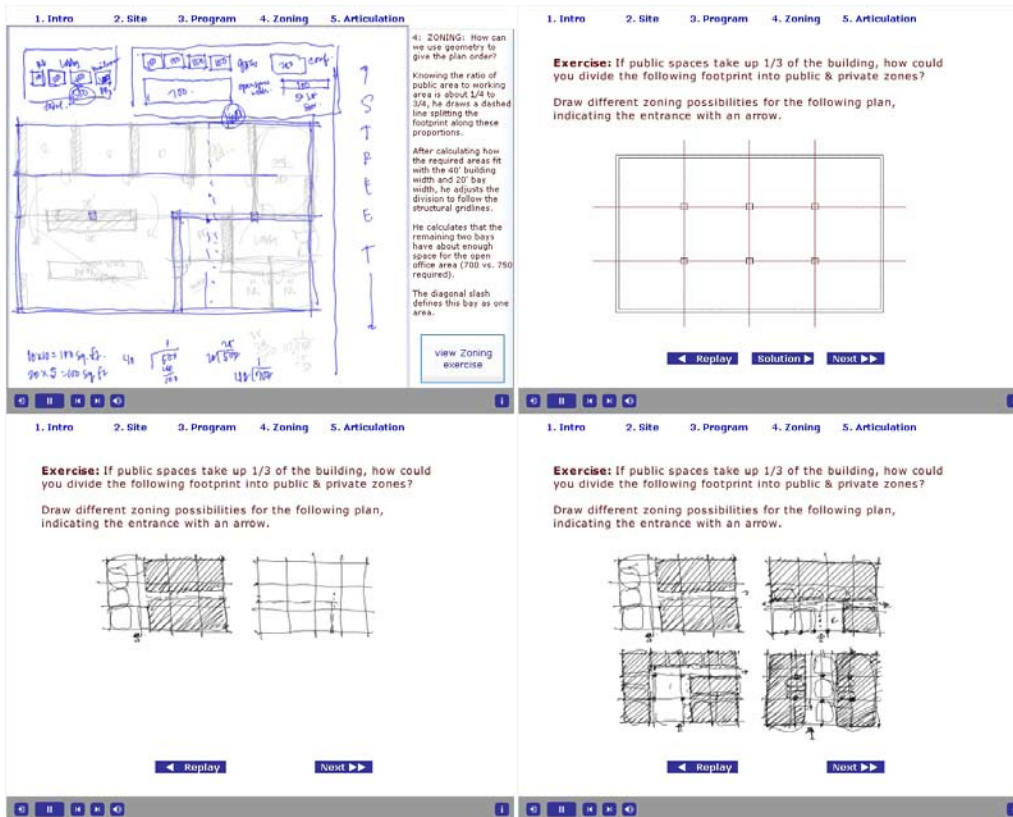 1. Intro 2. Site 3. Program 4. Zoning 5. Articulation
4: ZONING: How can
we use geometry to
give the plan order?
Knowing the ratio of
public area to working
area is about 1/4 to
3/4, he draws a dashed
line splitting the
footprint along these
proportions.
After calculating how
the required areas fit
with the 40' building
width and 20' bay
width, he adjusts the
division to follow the
structural gridlines.
He calculates that the
remaining two bays
have about enough
space for the open
office area (700 vs. 750
required).
The diagonal slash
defines this bay as one
area.
view Zoning
exercise
STREET
1. Intro 2. Site 3. Program 4. Zoning 5. Articulation
Exercise: If public spaces take up 1/3 of the building, how could
you divide the following footprint into public & private zones?
Draw different zoning possibilities for the following plan,
indicating the entrance with an arrow.
Replay Solution Next
1. Intro 2. Site 3. Program 4. Zoning 5. Articulation
Exercise: If public spaces take up 1/3 of the building, how could
you divide the following footprint into public & private zones?
Draw different zoning possibilities for the following plan,
indicating the entrance with an arrow.
Replay Next
1. Intro 2. Site 3. Program 4. Zoning 5. Articulation
Exercise: If public spaces take up 1/3 of the building, how could
you divide the following footprint into public & private zones?
Draw different zoning possibilities for the following plan,
indicating the entrance with an arrow.
Replay Next